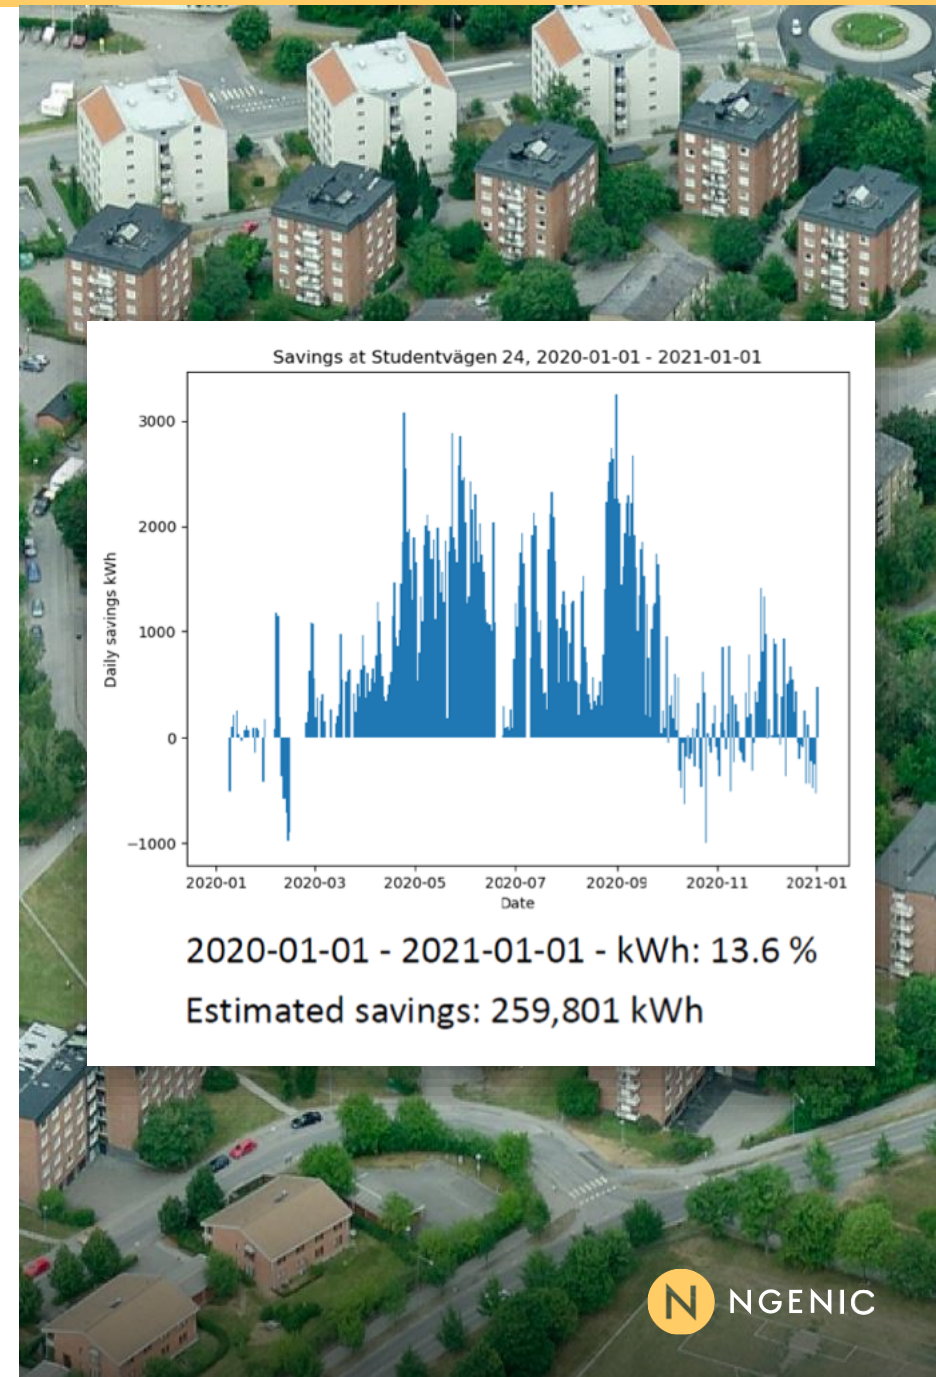 Savings at Studentvägen 24, 2020-01-01 - 2021-01-01
3000
2000
1000
0
−1000
Daily savings kWh
2020-01 2020-03 2020-05 2020-07 2020-09 2020-11 2021-01
Date
2020-01-01 - 2021-01-01 - kWh: 13.6 %
Estimated savings: 259,801 kWh
N NGENIC